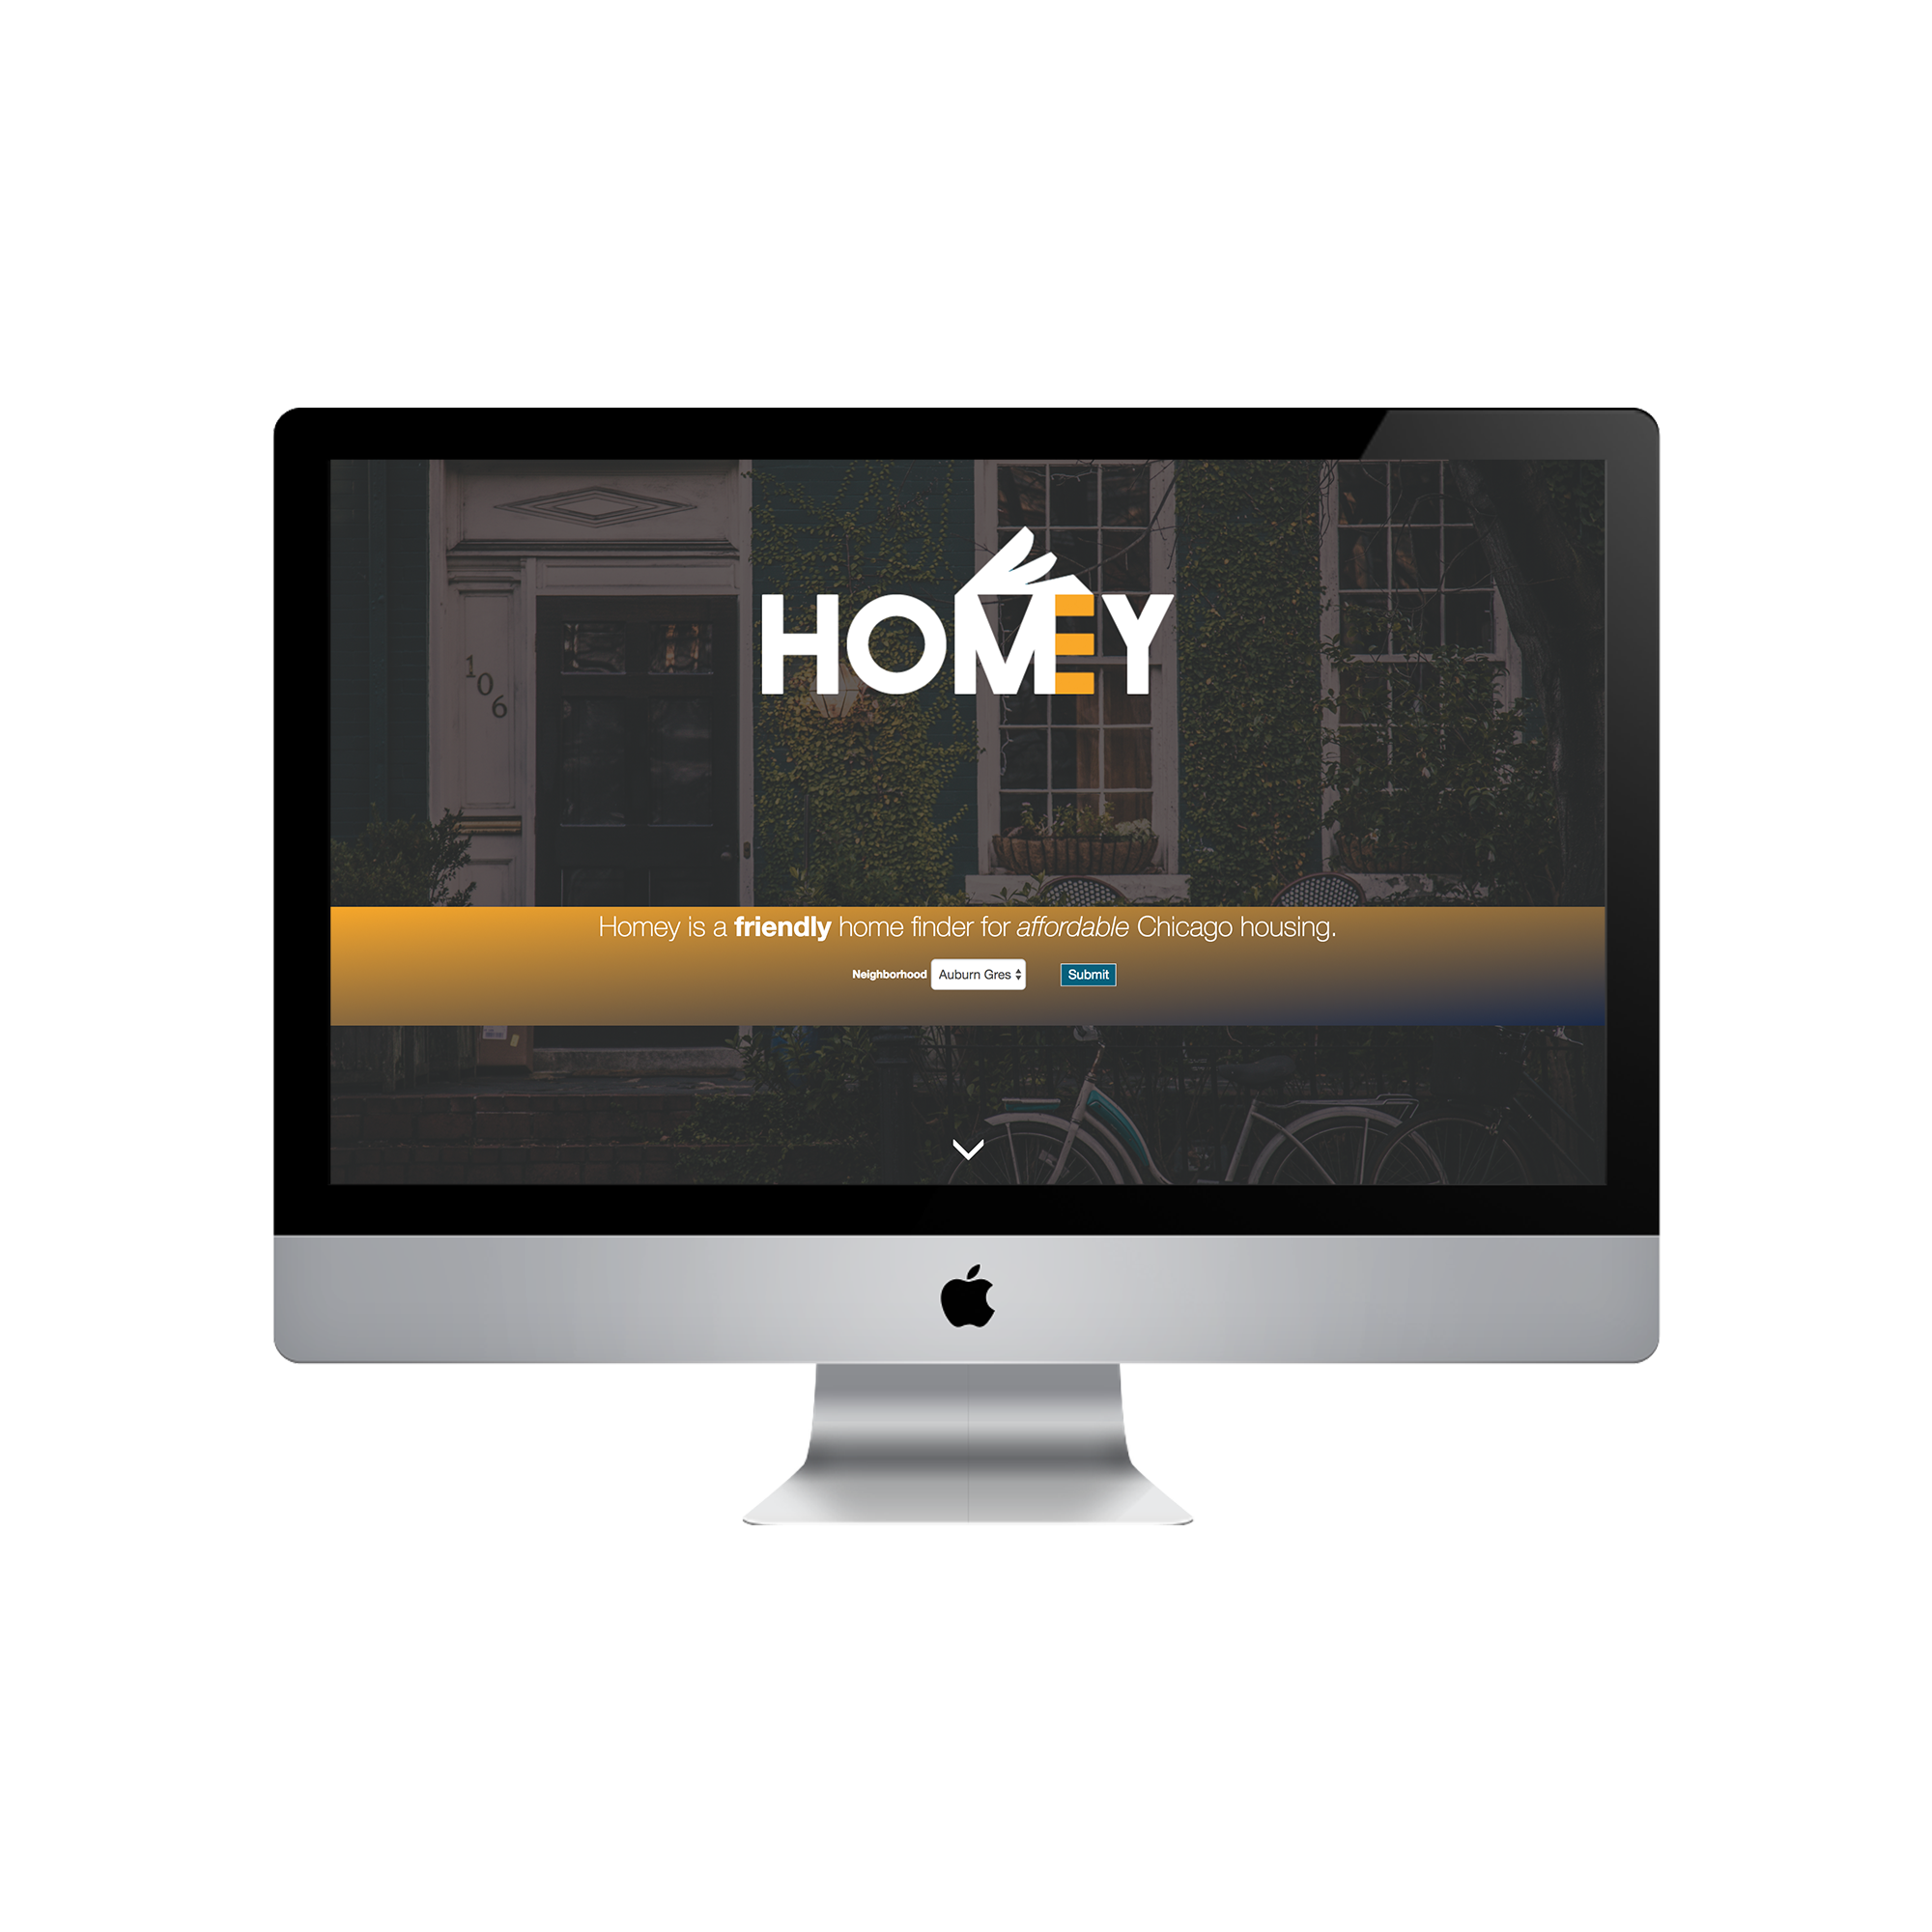 HOMEY
106
Homey is a friendly home finder for affordable Chicago housing.
Neighborhood Auburn Gres Submit